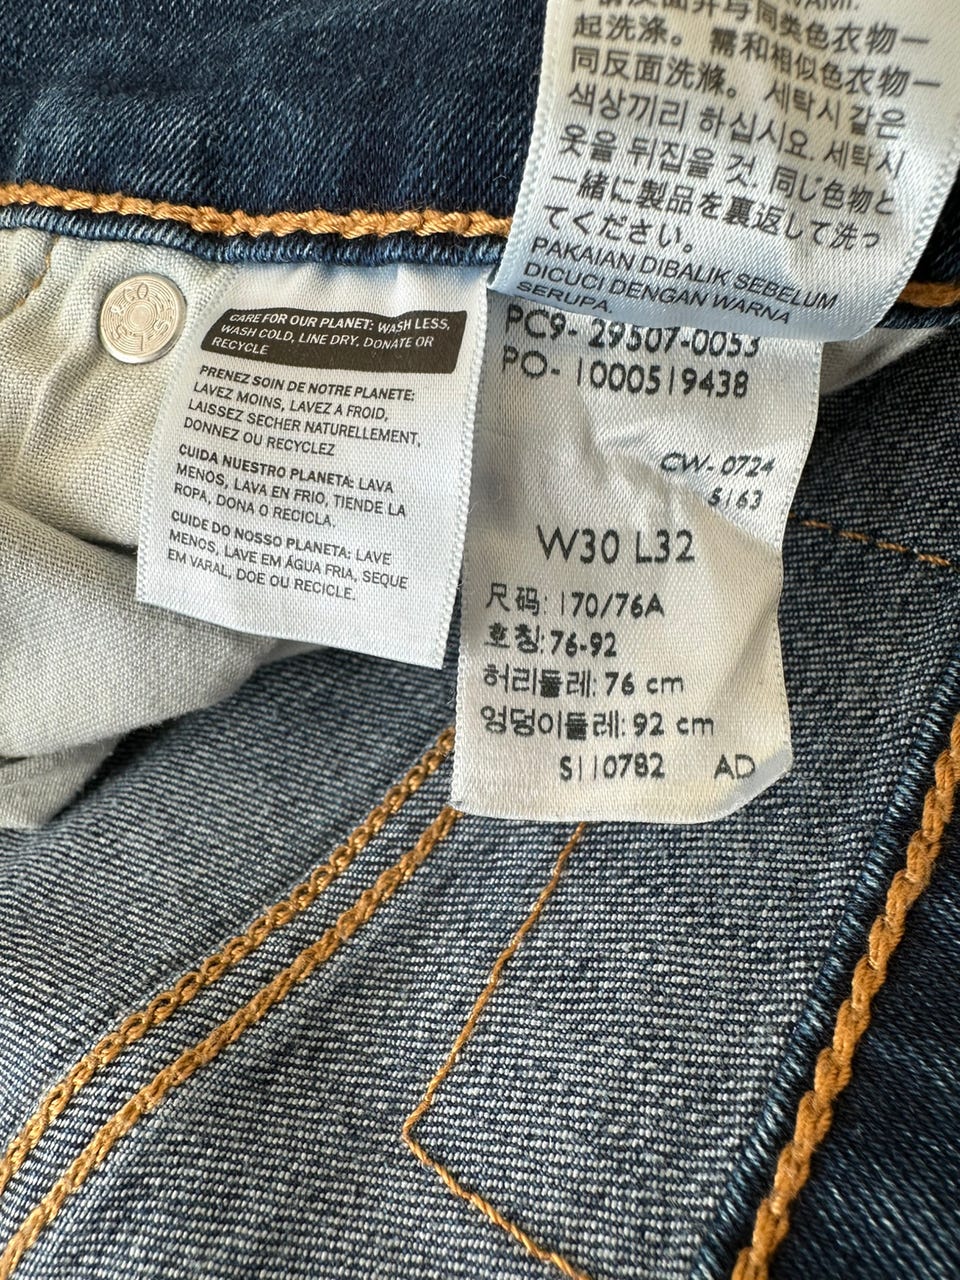 起洗涤。需和相似色衣物一
同反面洗滌。세탁시 같은
색상끼리 하십시오. 세탁시
옷을 뒤집을 것. 同じ色物と
一緒に製品を裏返して洗っ
てください。
PAKAIAN DIBALIK SEBELUM
DICUCI DENGAN WARNA
SERUPA.
CARE FOR OUR PLANET: WASH LESS,
WASH COLD, LINE DRY, DONATE OR
RECYCLE
PRENEZ SOIN DE NOTRE PLANETE:
LAVEZ MOINS, LAVEZ A FROID,
LAISSEZ SECHER NATURELLEMENT,
DONNEZ OU RECYCLEZ
CUIDA NUESTRO PLANETA: LAVA
MENOS, LAVA EN FRIO, TIENDE LA
ROPA, DONA O RECICLA.
CUIDE DO NOSSO PLANETA: LAVE
MENOS, LAVE EM ÁGUA FRIA, SEQUE
EM VARAL, DOE OU RECICLE.
PC9- 29507-0053
PO- 1000519438
CW- 0724
5163
W30 L32
尺码: 170/76A
호칭: 76-92
허리둘레: 76 cm
엉덩이둘레: 92 cm
S110782 AD